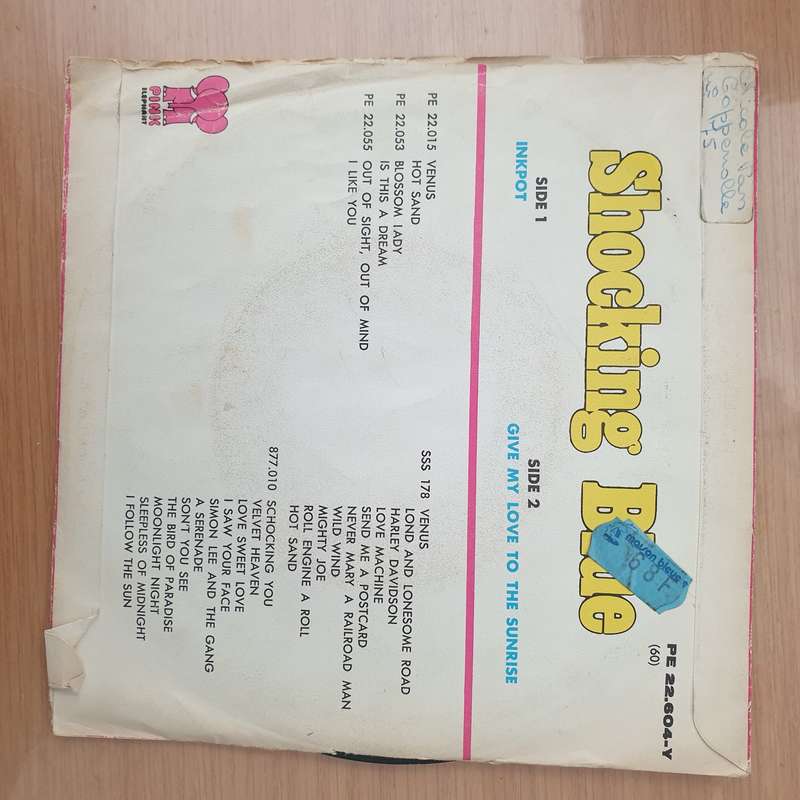 Shocking Blue
PE 22.604-Y
(60)
SIDE 1
INKPOT
SIDE 2
GIVE MY LOVE TO THE SUNRISE
PE 22.015 VENUS
HOT SAND
PE 22.053 BLOSSOM LADY
IS THIS A DREAM
PE 22.055 OUT OF SIGHT, OUT OF MIND
I LIKE YOU
SSS 178 VENUS
LOND AND LONESOME ROAD
HARLEY DAVIDSON
LOVE MACHINE
SEND ME A POSTCARD
NEVER MARY A RAILROAD MAN
WILD WIND
MIGHTY JOE
ROLL ENGINE A ROLL
HOT SAND
877.010 SCHOCKING YOU
VELVET HEAVEN
LOVE SWEET LOVE
I SAW YOUR FACE
SIMON LEE AND THE GANG
A SERENADE
SON'T YOU SEE
THE BIRD OF PARADISE
MOONLIGHT NIGHT
SLEEPLESS OF MIDNIGHT
I FOLLOW THE SUN
PINK
ELEPHANT